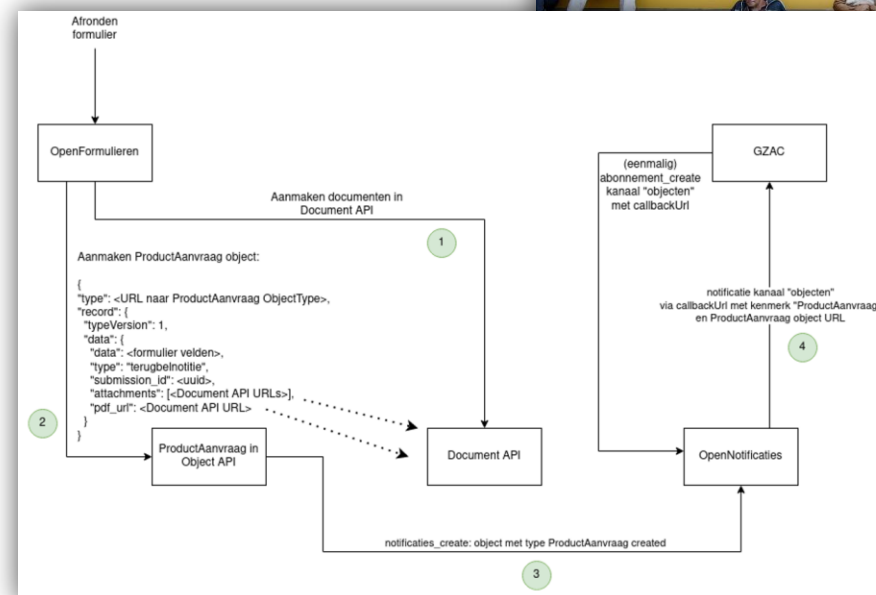 Afronden
formulier
OpenFormulieren
GZAC
(eenmalig)
abonnement_create
kanaal "objecten"
met callbackUrl
Aanmaken documenten in
Document API
1
Aanmaken ProductAanvraag object:
{
"type": <URL naar ProductAanvraag ObjectType>,
"record": {
"typeVersion": 1,
"data": {
"data": <formulier velden>,
"type": "terugbelnotitie",
"submission_id": <uuid>,
"attachments": [<Document API URLs>],
"pdf_url": <Document API URL>
}
}
notificatie kanaal "objecten"
via callbackUrl met kenmerk "ProductAanvraag
en ProductAanvraag object URL
4
2
ProductAanvraag in
Object API
Document API
OpenNotificaties
notificaties_create: object met type ProductAanvraag created
3